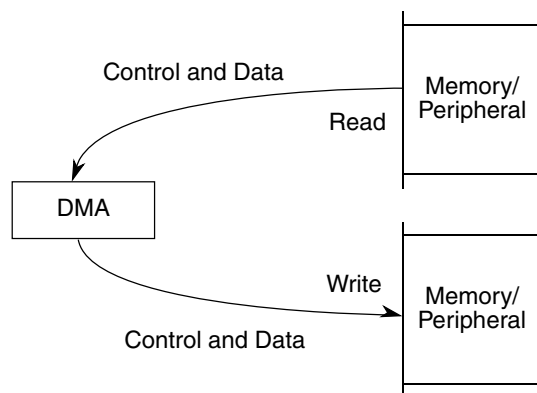 Control and Data
Memory/
Peripheral
Read
DMA
Write
Memory/
Peripheral
Control and Data